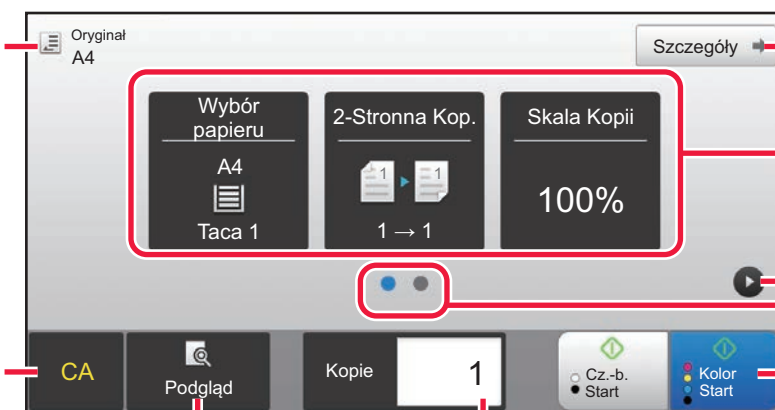 Oryginał
A4
Szczegóły
Wybór
papieru
A4
Taca 1
2-Stronna Kop.
1 1
1 → 1
Skala Kopii
100%
CA
Podgląd
Kopie
1
Cz.-b.
Start
Kolor
Start